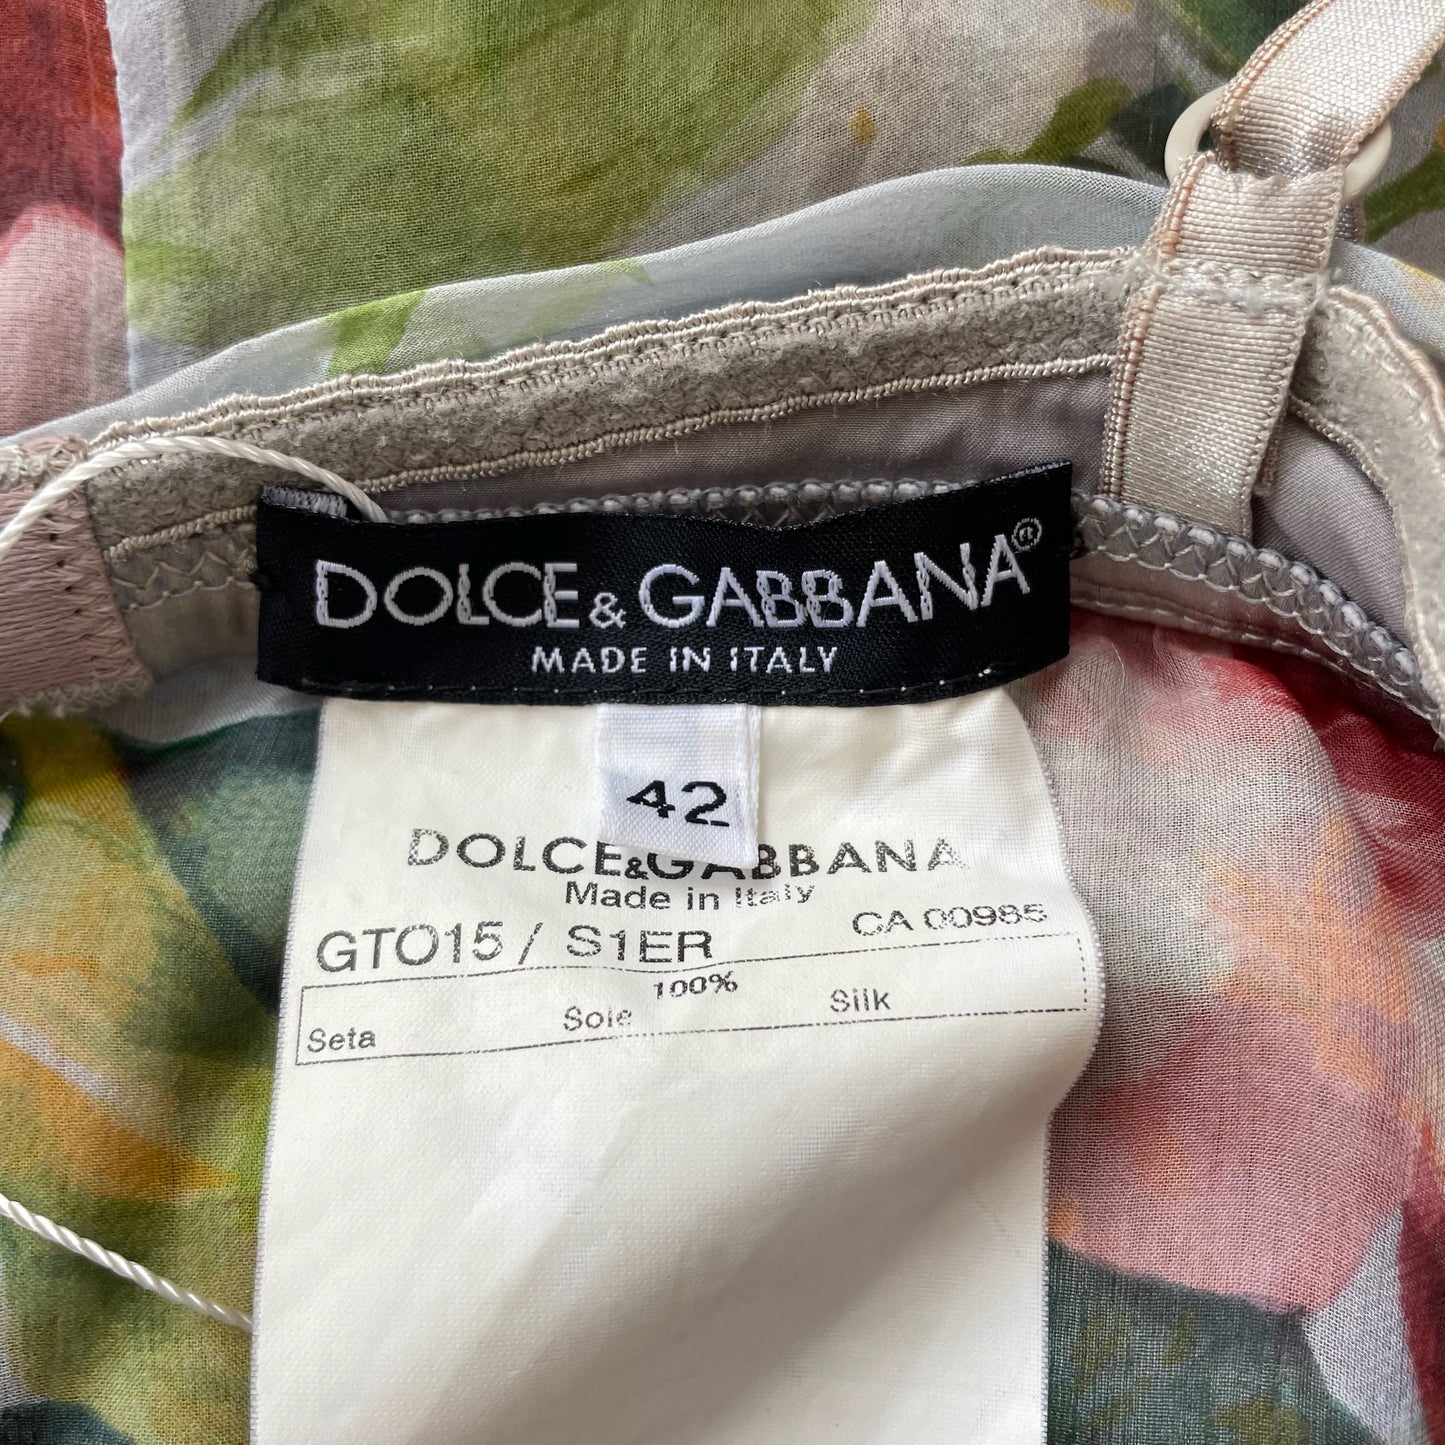 DOLCE & GABBANA®
MADE IN ITALY
42
DOLCE&GABBANA
Made in Italy
GTO15 / S1ER CA 00985
100%
Seta Soie Silk